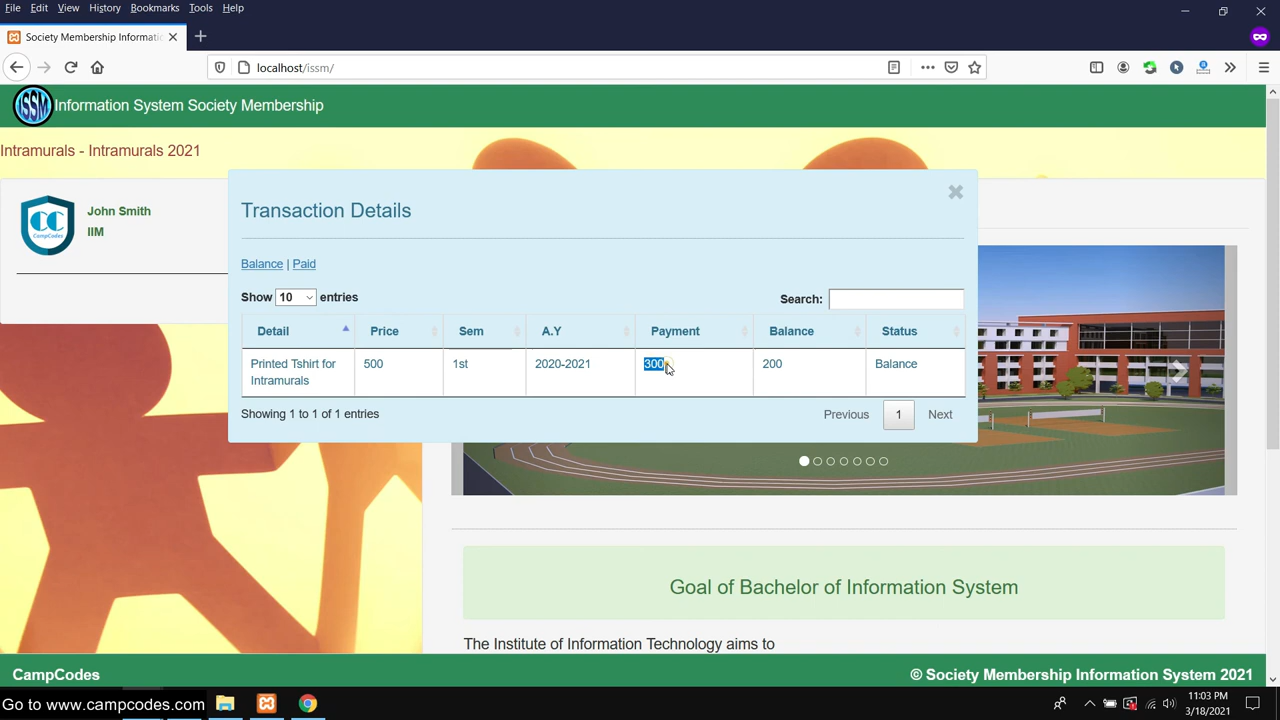 File Edit View History Bookmarks Tools Help
Society Membership Informatio
localhost/issm/
ISSM Information System Society Membership
Intramurals - Intramurals 2021
John Smith
IIM
CC
CampCodes
Transaction Details
Balance | Paid
Show 10 entries
Search:
Detail Price Sem A.Y Payment Balance Status
Printed Tshirt for 500 1st 2020-2021 300 200 Balance
Intramurals
Showing 1 to 1 of 1 entries
Previous 1 Next
Goal of Bachelor of Information System
The Institute of Information Technology aims to
CampCodes
© Society Membership Information System 2021
Go to www.campcodes.com
11:03 PM
3/18/2021